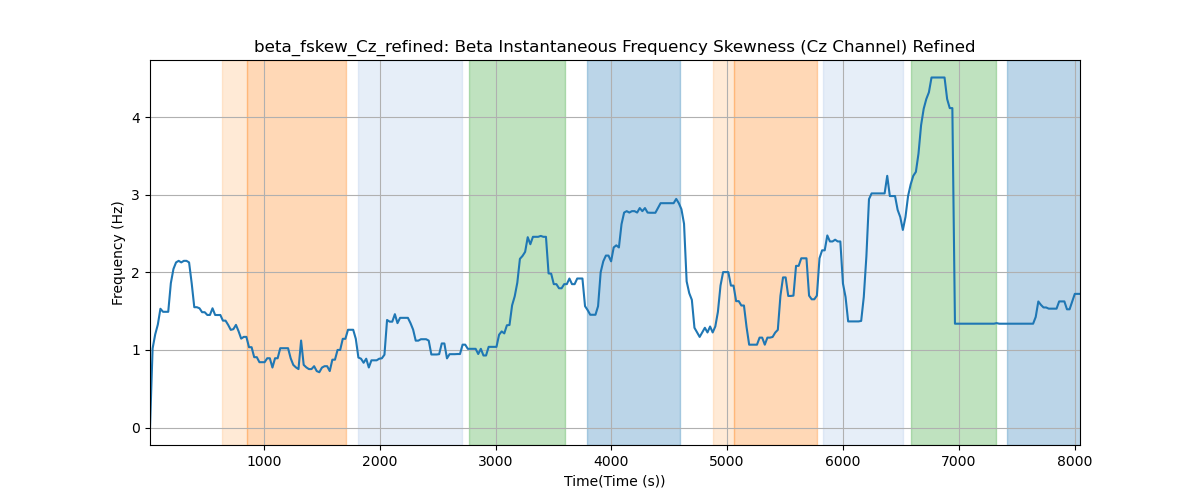 beta_fskew_Cz_refined: Beta Instantaneous Frequency Skewness (Cz Channel) Refined
Frequency (Hz)
4
3
2
1
0
1000 2000 3000 4000 5000 6000 7000 8000
Time(Time (s))